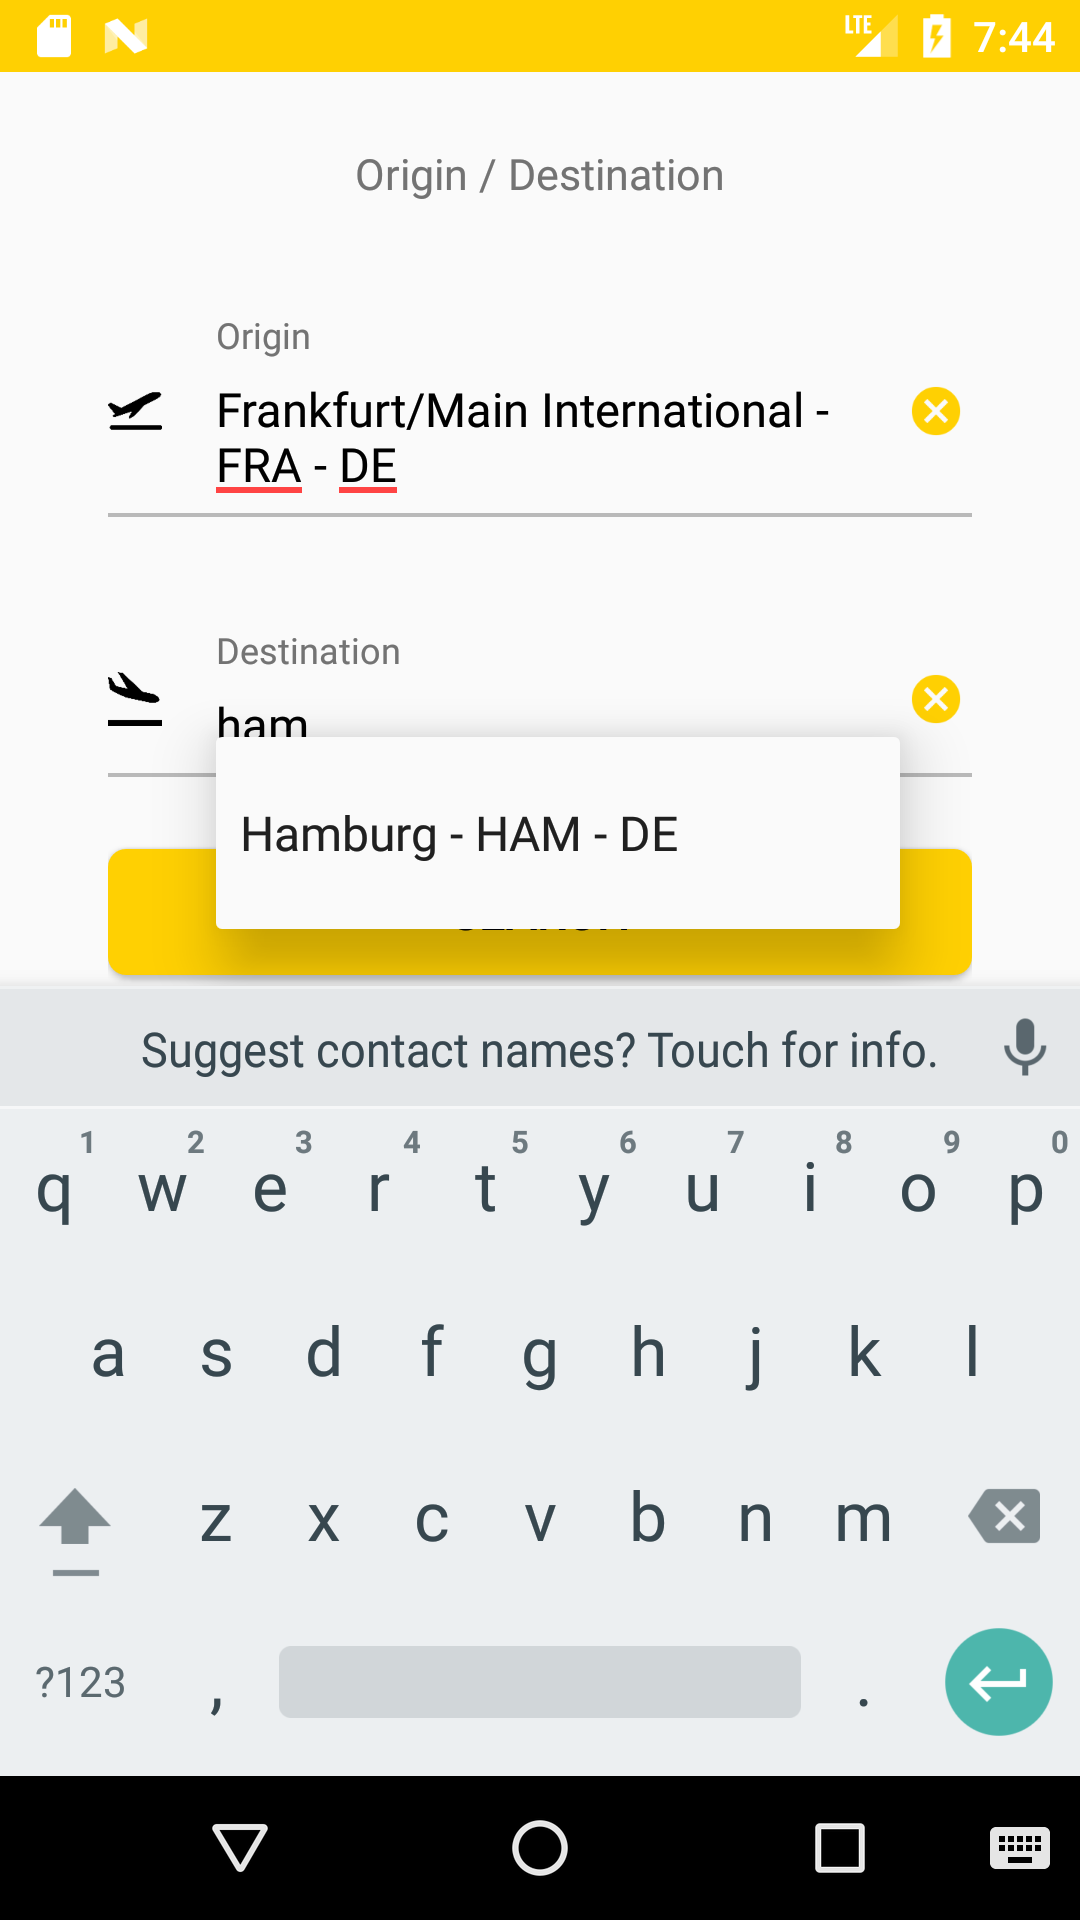 LTE 7:44
Origin / Destination
Origin
Frankfurt/Main International -
FRA - DE
Destination
ham
Hamburg - HAM - DE
Suggest contact names? Touch for info.
1 2 3 4 5 6 7 8 9 0
q w e r t y u i o p
a s d f g h j k l
z x c v b n m
?123 , .